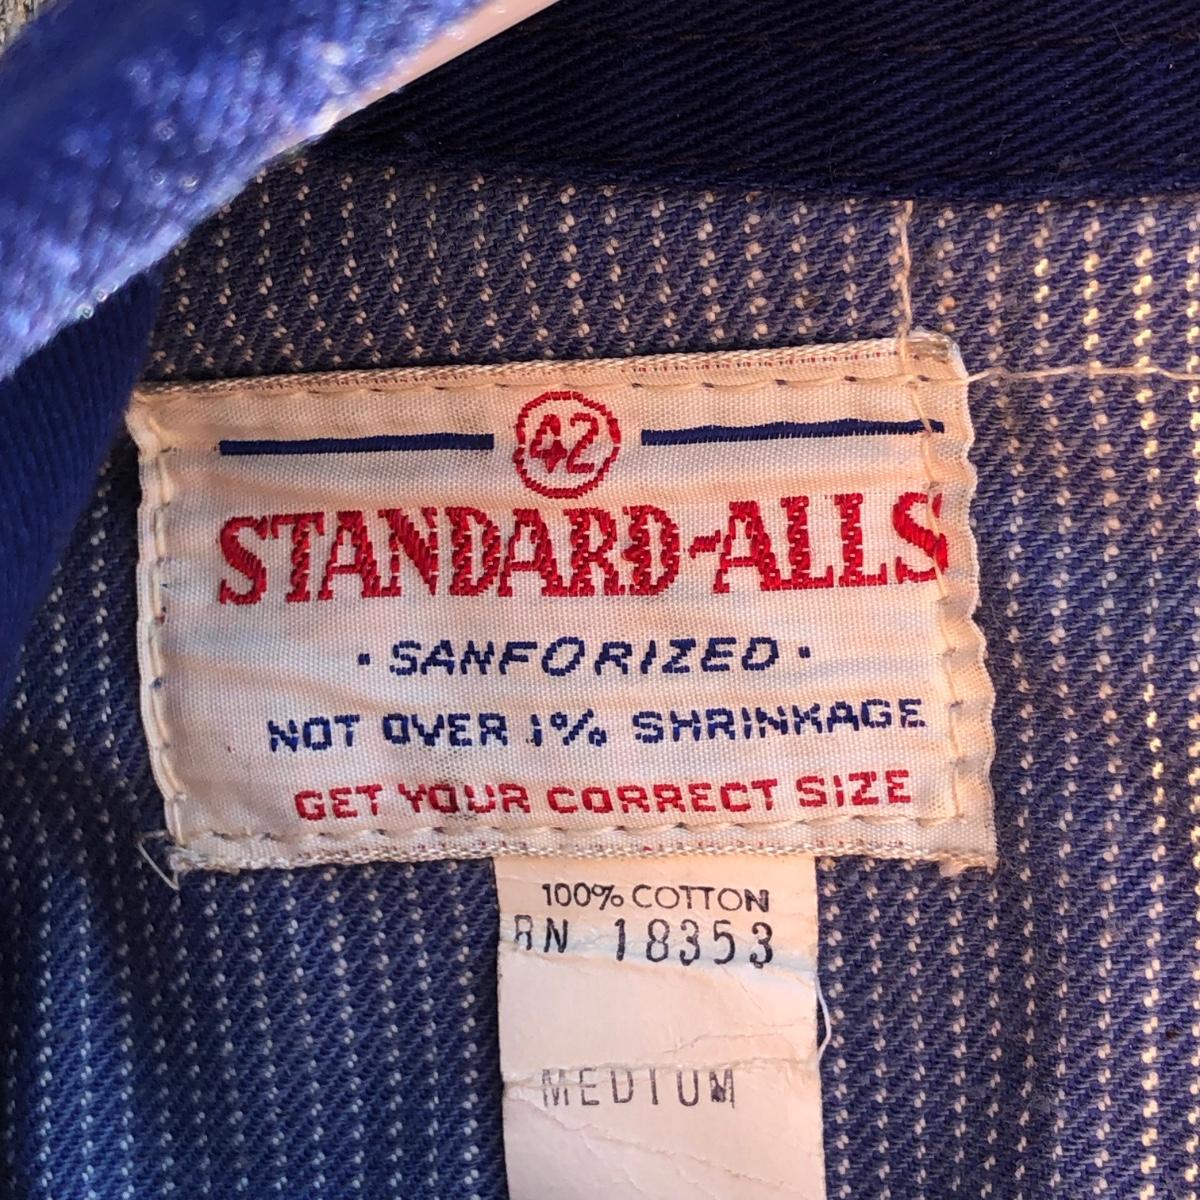 42
STANDARD-ALLS
· SANFORIZED ·
NOT OVER 1% SHRINKAGE
GET YOUR CORRECT SIZE
100% COTTON
RN 18353
MEDIUM